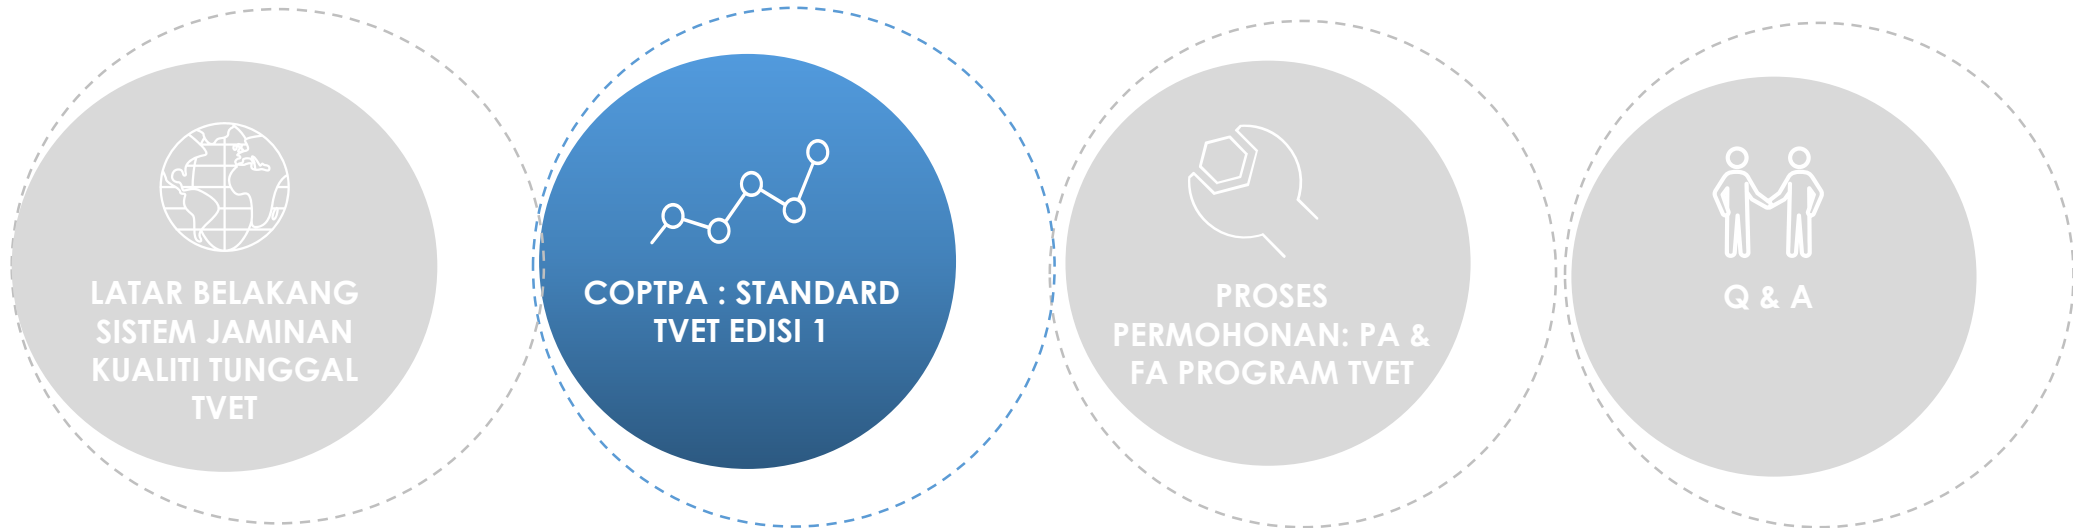 LATAR BELAKANG
SISTEM JAMINAN
KUALITI TUNGGAL
TVET
COPTPA : STANDARD
TVET EDISI 1
PROSES
PERMOHONAN: PA &
FA PROGRAM TVET
Q & A